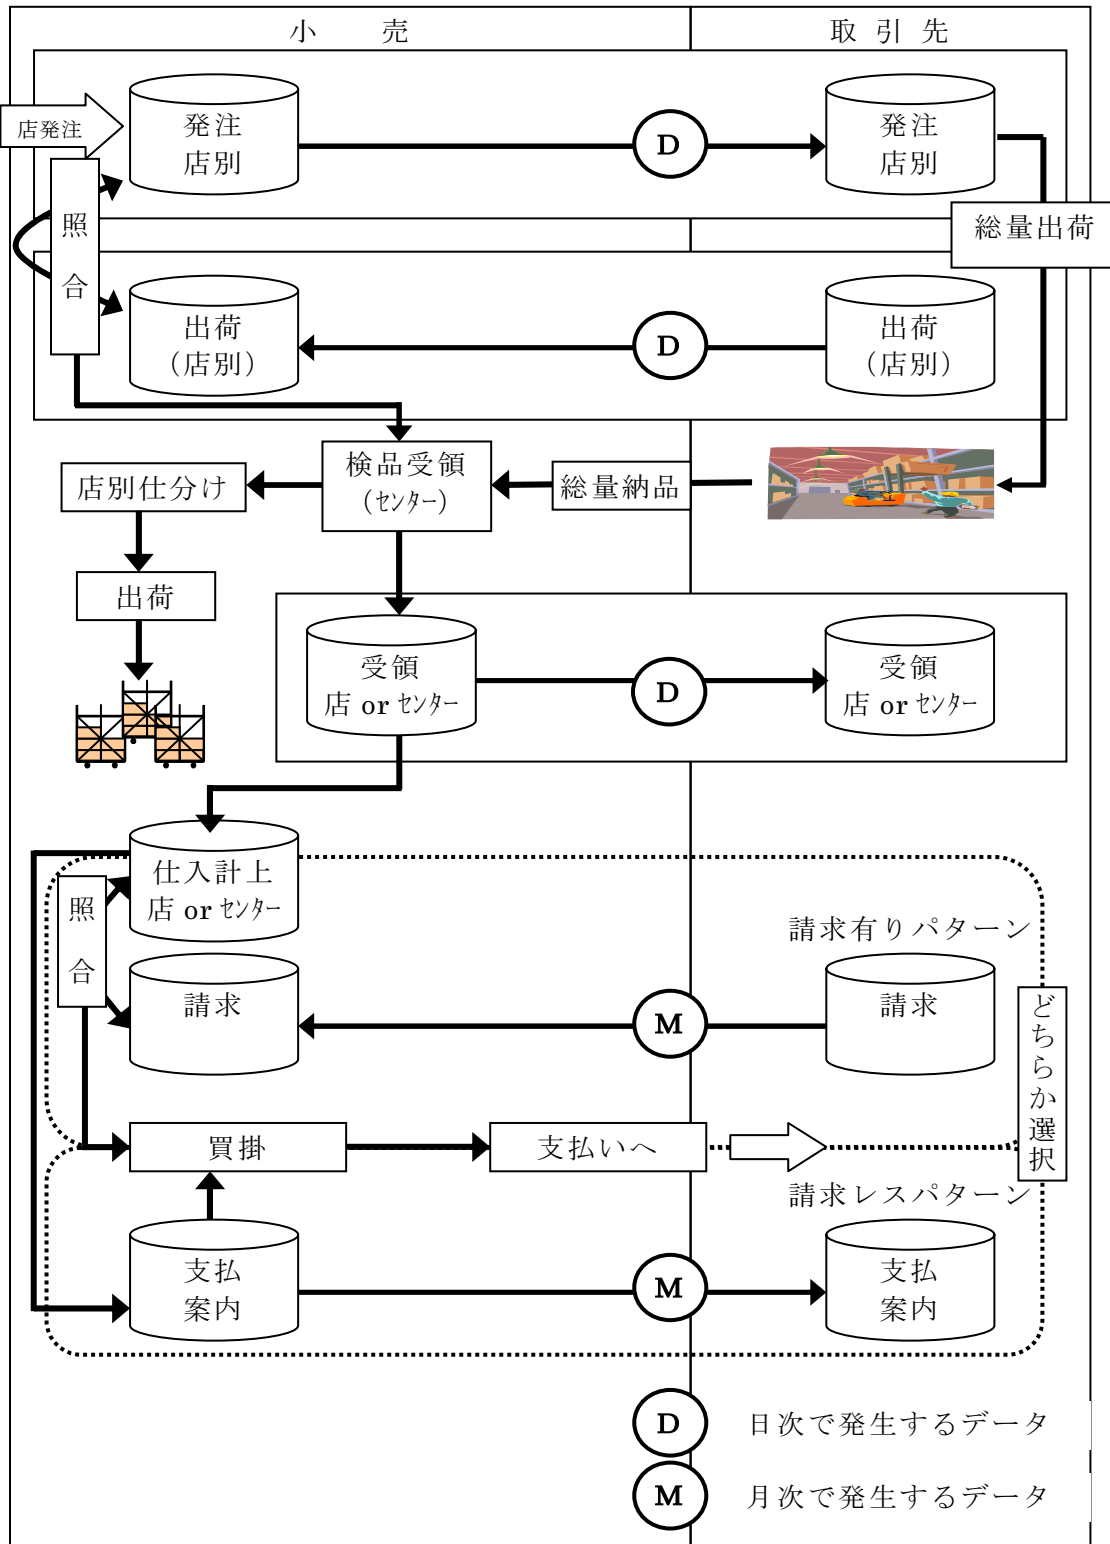 小　売
取 引 先
店発注
発注
店別
D
発注
店別
照
合
総量出荷
出荷
（店別）
D
出荷
（店別）
店別仕分け
検品受領
（ｾﾝﾀｰ）
総量納品
出荷
受領
店 or ｾﾝﾀｰ
D
受領
店 or ｾﾝﾀｰ
仕入計上
店 or ｾﾝﾀｰ
照
合
請求有りパターン
請求
M
請求
どちらか選択
買掛
支払いへ
請求レスパターン
支払
案内
M
支払
案内
D 日次で発生するデータ
M 月次で発生するデータ